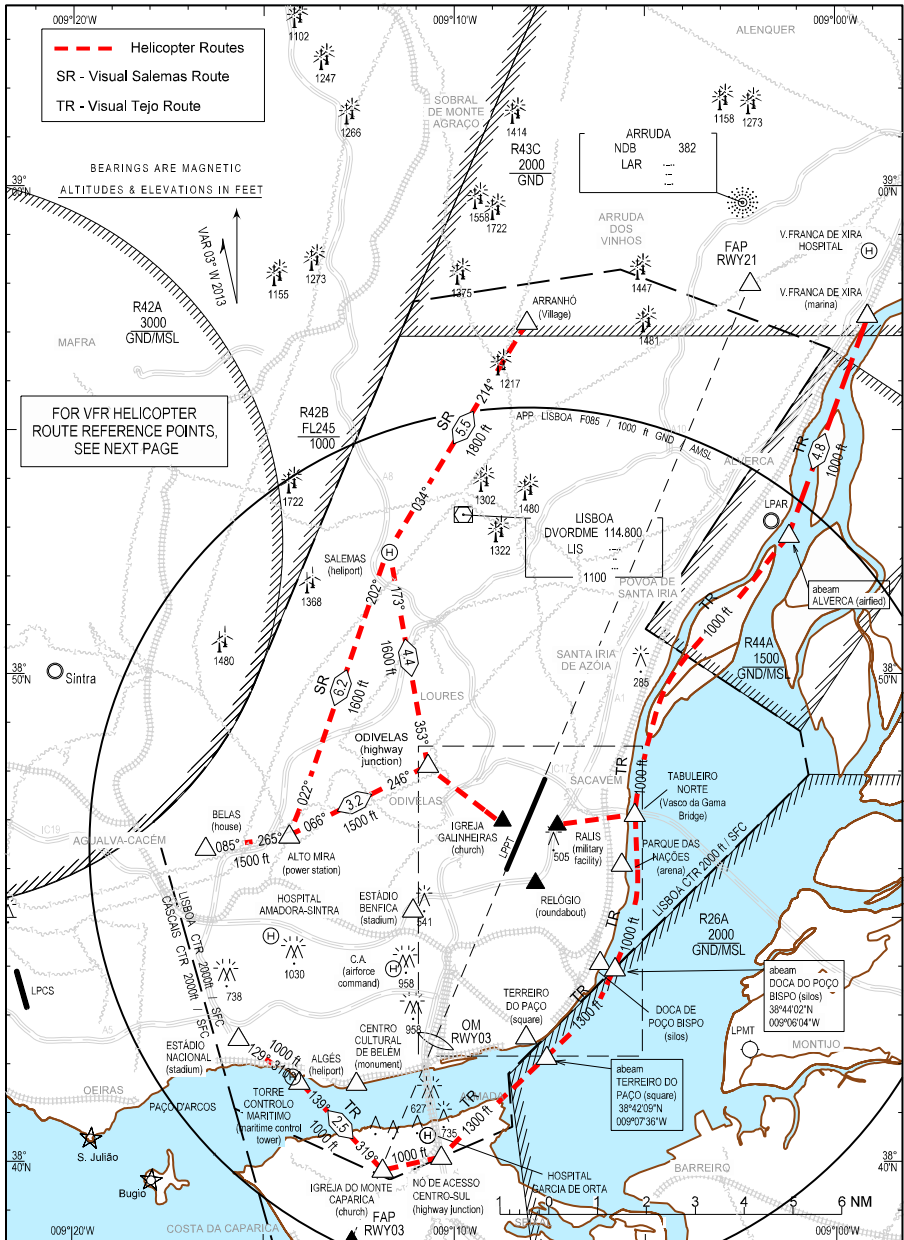 009°20'W
009°10'W
009°00'W
Helicopter Routes
SR - Visual Salemas Route
TR - Visual Tejo Route
1102
1247
1266
SOBRAL
DE MONTE
AGRAÇO
1414
ALENQUER
1158
1273
R43C
2000
GND
ARRUDA
NDB 382
LAR
BEARINGS ARE MAGNETIC
ALTITUDES & ELEVATIONS IN FEET
VAR 03° W 2013
39°
00'N
39°
00'N
1558
1722
ARRUDA
DOS
VINHOS
FAP
RWY21
V.FRANCA DE XIRA
HOSPITAL
H
1155
1273
1375
1447
V.FRANCA DE XIRA
(marina)
R42A
3000
GND/MSL
MAFRA
ARRANHÓ
(Village)
1481
1217
FOR VFR HELICOPTER
ROUTE REFERENCE POINTS,
SEE NEXT PAGE
R42B
FL245
1000
214°
SR
5.5
1800 ft
034°
APP LISBOA F085 / 1000 ft GND / AMSL
A10
TR
4.8
1000 ft
ALVERCA
A8
1722
1302
1480
1322
LISBOA
DVORDME 114.800
LIS
1100
LPAR
SALEMAS
(heliport)
H
1368
POVOA DE
SANTA IRIA
abeam
ALVERCA (airfied)
202°
173°
1480
SR
6.2
1600 ft
1600 ft
4.4
TR
1000 ft
R44A
1500
GND/MSL
SANTA IRIA
DE AZÓIA
285
38°
50'N
38°
50'N
Sintra
LOURES
A1
353°
022°
ODIVELAS
(highway
junction)
IC17
SACAVEM
TR
1000 ft
TABULEIRO
NORTE
(Vasco da Gama
Bridge)
246°
3.2
066°
1500 ft
ODIVELAS
BELAS
(house)
IC19
AGUALVA-CACÉM
085°
265°
1500 ft
ALTO MIRA
(power station)
IGREJA
GALINHEIRAS
(church)
LPPT
RALIS
(military
facility)
505
PARQUE DAS
NAÇÕES
(arena)
RELÓGIO
(roundabout)
LISBOA CTR 2000 ft / SFC
LISBOA CTR 2000ft / SFC
CASCAIS CTR 2000ft / SFC
HOSPITAL
AMADORA-SINTRA
H
ESTÁDIO
BENFICA
(stadium)
541
TR
1000 ft
R26A
2000
GND/MSL
LPCS
738
1030
C.A.
(airforce
command)
H
958
958
TR
1300 ft
abeam
DOCA DO POÇO
BISPO (silos)
38°44'02"N
009°06'04"W
TERREIRO
DO PAÇO
(square)
DOCA DE
POÇO BISPO
(silos)
LPMT
MONTIJO
A5
ESTÁDIO
NACIONAL
(stadium)
129°
1000 ft
310°
ALGÉS
(heliport)
CENTRO
CULTURAL
DE BELÉM
(monument)
OM
RWY03
abeam
TERREIRO DO
PAÇO (square)
38°42'09"N
009°07'36"W
OEIRAS
PAÇO D'ARCOS
TORRE
CONTROLO
MARITIMO
(maritime control
tower)
139°
2.5
TR
1000 ft
319°
627
1300 ft
735
H
1000 ft
S. Julião
Bugio
38°
40'N
38°
40'N
IGREJA DO MONTE
CAPARICA
(church)
FAP
RWY03
NÓ DE ACESSO
CENTRO-SUL
(highway junction)
HOSPITAL
GARCIA DE ORTA
BARREIRO
1 0 1 2 3 4 5 6 NM
COSTA DA CAPARICA
009°20'W
009°10'W
009°00'W